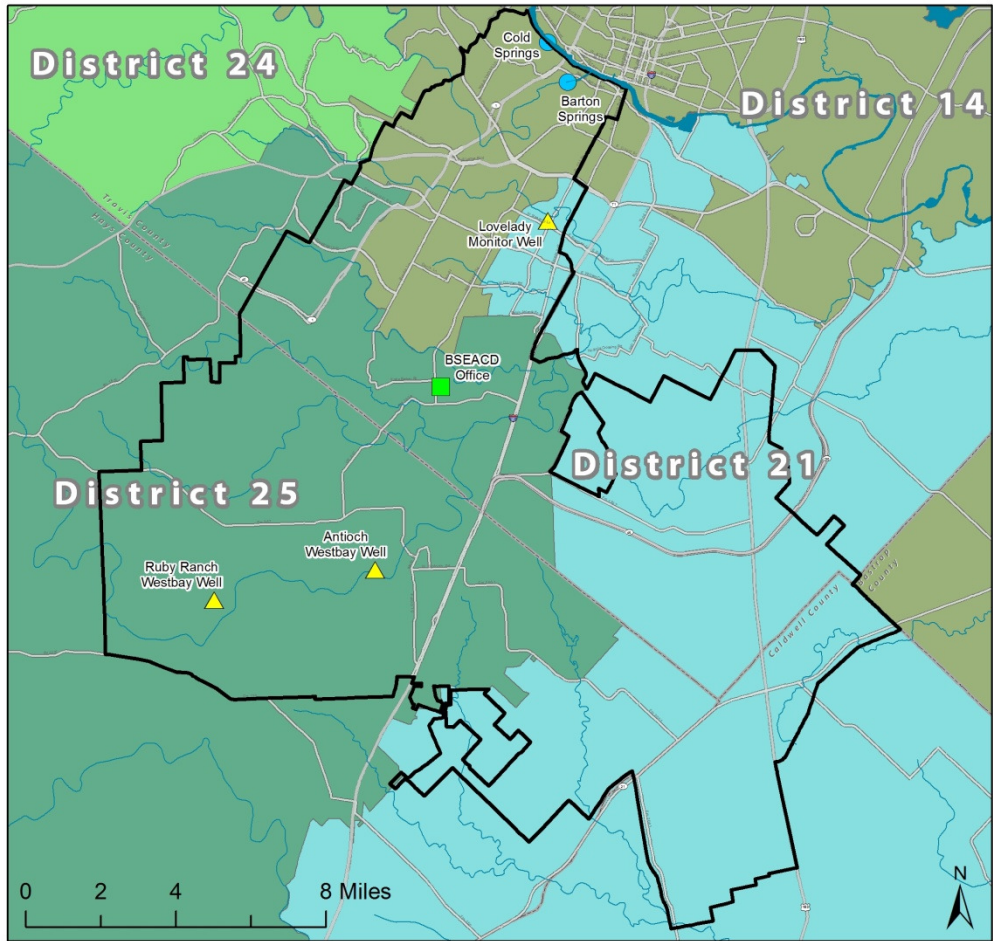 District 24
Cold
Springs
Barton
Springs
District 14
Travis County
Hays County
Lovelady
Monitor Well
BSEACD
Office
District 25
District 21
Antioch
Westbay Well
Ruby Ranch
Westbay Well
Bastrop
County
Caldwell County
0 2 4 8 Miles
N